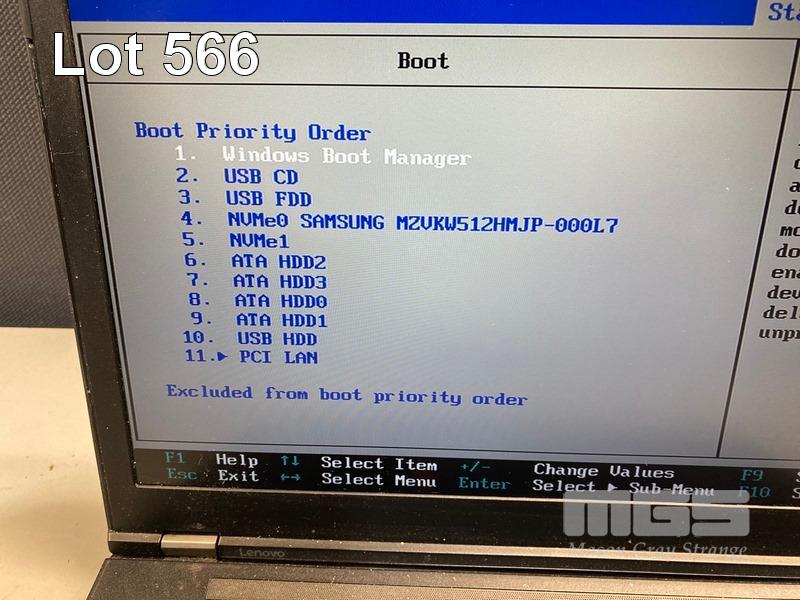 Lot 566
Boot
Boot Priority Order
1. Windows Boot Manager
2. USB CD
3. USB FDD
4. NVMe0 SAMSUNG MZVKW512HMJP-000L7
5. NVMe1
6. ATA HDD2
7. ATA HDD3
8. ATA HDD0
9. ATA HDD1
10. USB HDD
11.▶ PCI LAN
Excluded from boot priority order
F1 Help ↑↓ Select Item +/- Change Values F9
Esc Exit ←→ Select Menu Enter Select ▶ Sub-Menu F10
MGS
Mason Gray Strange
Lenovo